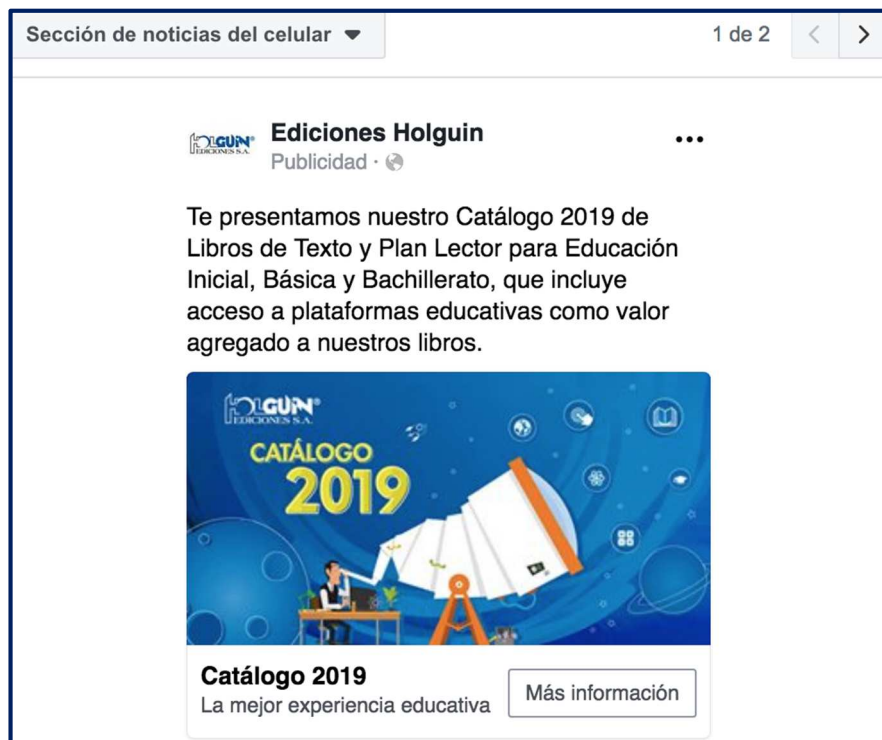 Sección de noticias del celular
1 de 2
HOLGUIN®
EDICIONES S.A.
Ediciones Holguin
Publicidad ·
Te presentamos nuestro Catálogo 2019 de
Libros de Texto y Plan Lector para Educación
Inicial, Básica y Bachillerato, que incluye
acceso a plataformas educativas como valor
agregado a nuestros libros.
HOLGUIN®
EDICIONES S.A.
CATÁLOGO
2019
Catálogo 2019
La mejor experiencia educativa
Más información